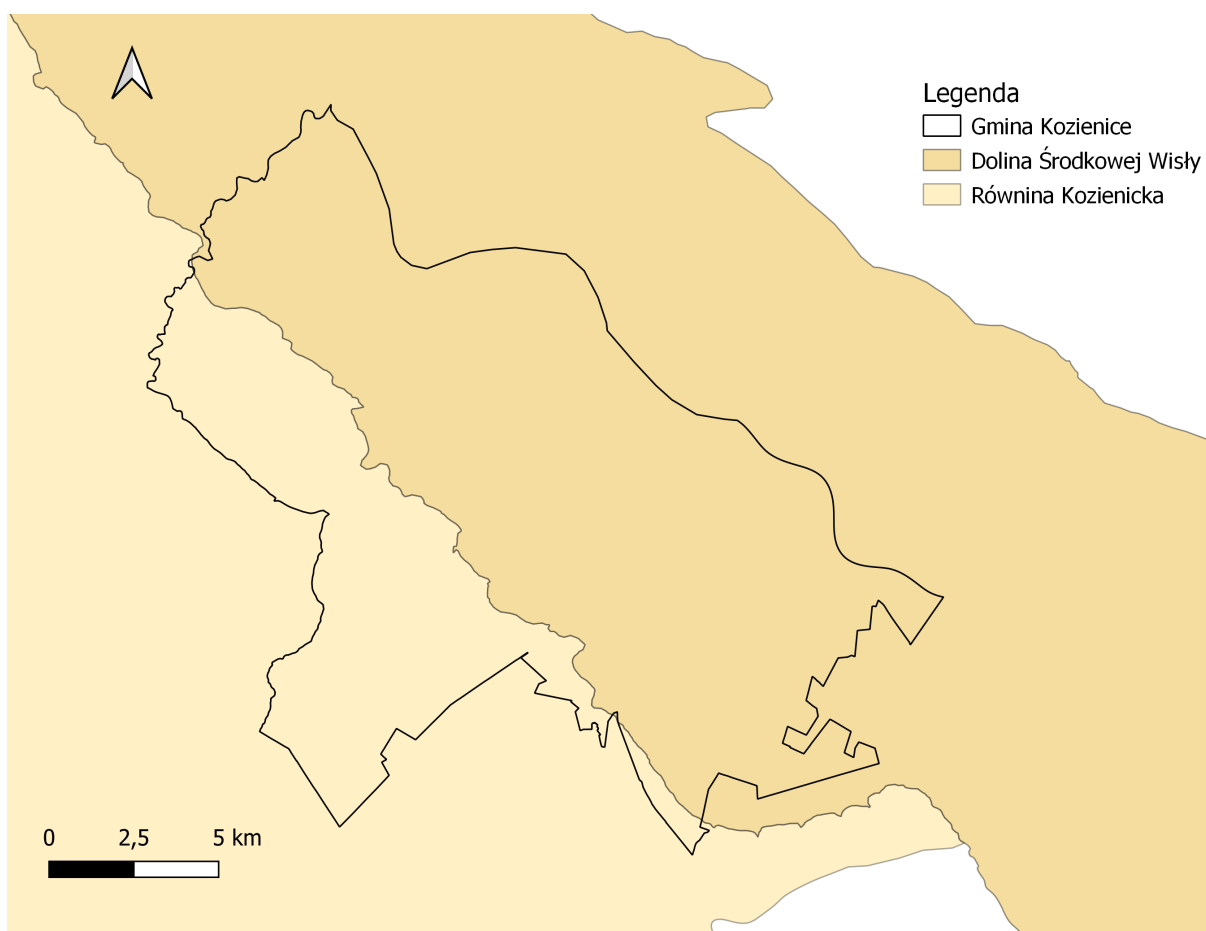 Legenda
Gmina Kozienice
Dolina Środkowej Wisły
Równina Kozienicka
0 2,5 5 km